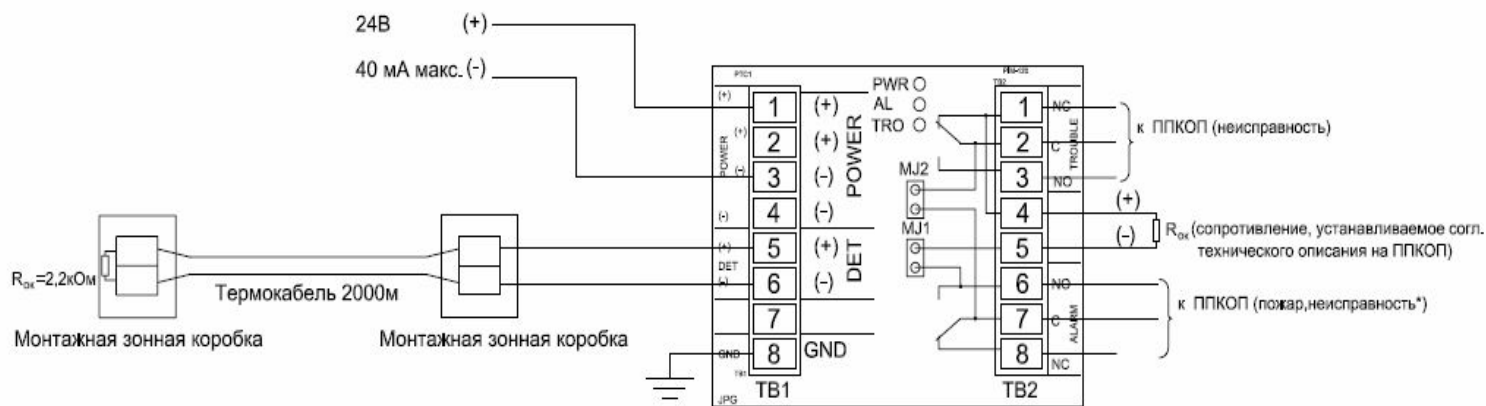 24В (+)
40 мА макс. (-)
Rок=2,2кОм
Термокабель 2000м
Монтажная зонная коробка
Монтажная зонная коробка
PTC1
(+)
(+)
POWER
(-)
(-)
(+)
DET
(-)
GND
TB1
JPG
1 (+)
2 (+)
3 (-)
4 (-)
POWER
5 (+)
6 (-)
DET
7
8 GND
TB1
PWR
AL
TRO
MJ2
MJ1
TB2
1 NC
2 C
3 NO
TROUBLE
4
5
6 NO
7 C
8 NC
ALARM
TB2
к ППКОП (неисправность)
(+)
(-)
Rок (сопротивление, устанавливаемое согл.
технического описания на ППКОП)
к ППКОП (пожар,неисправность*)